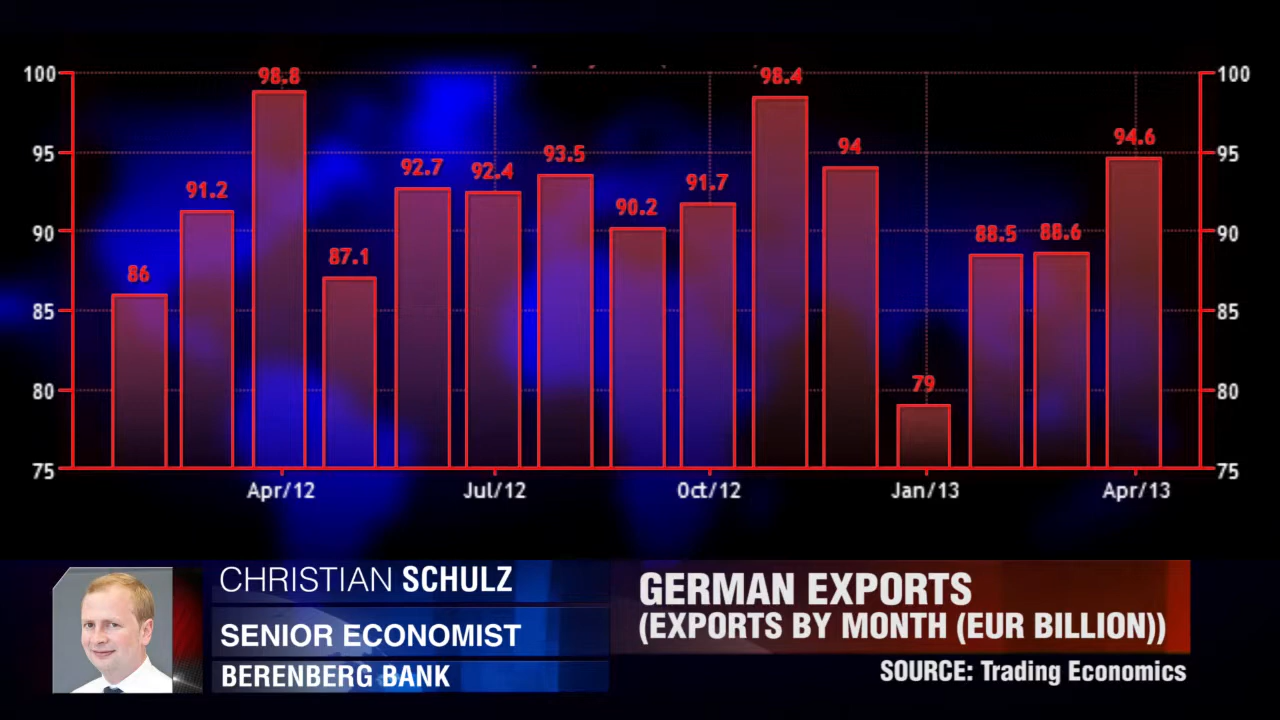 100
98.8
98.4
100
95
91.2
92.7
92.4
93.5
90.2
91.7
94
94.6
95
90
86
87.1
88.5
88.6
90
85
85
80
79
80
75
75
Apr/12
Jul/12
Oct/12
Jan/13
Apr/13
CHRISTIAN SCHULZ
SENIOR ECONOMIST
BERENBERG BANK
GERMAN EXPORTS
(EXPORTS BY MONTH (EUR BILLION))
SOURCE: Trading Economics